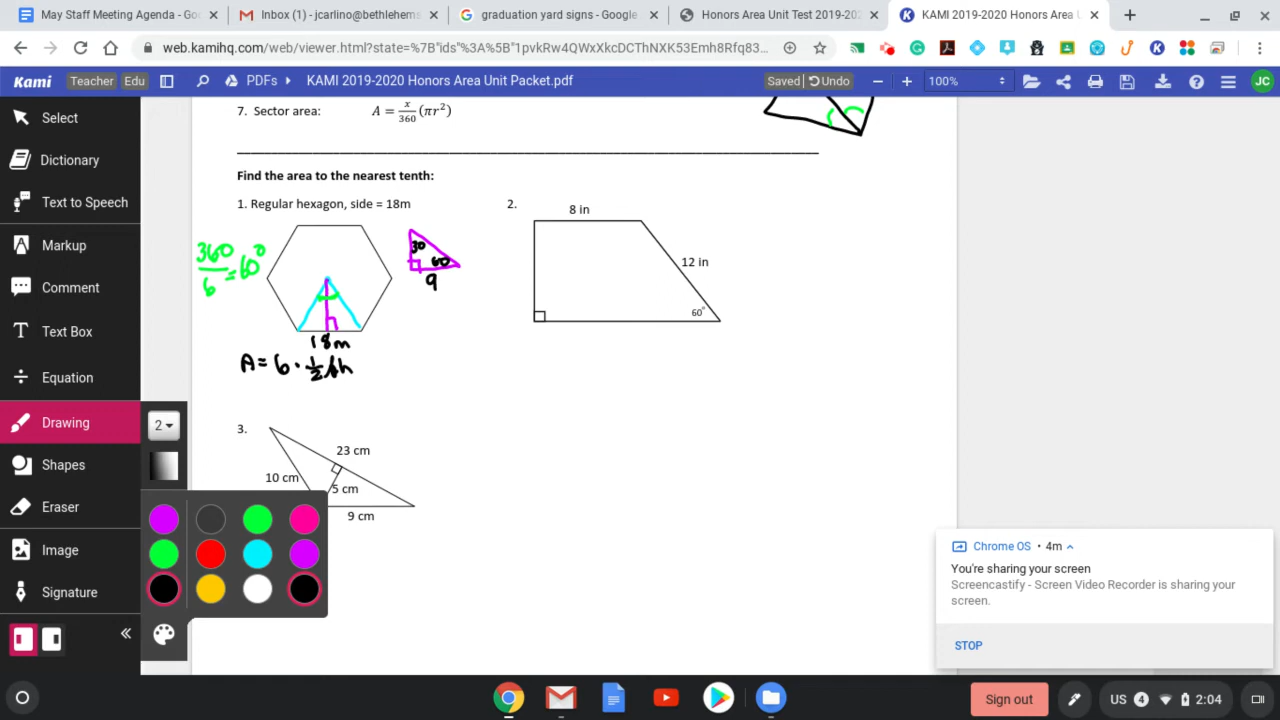 May Staff Meeting Agenda - Go
Inbox (1) - jcarlino@bethlehem
graduation yard signs - Google
Honors Area Unit Test 2019-202
KAMI 2019-2020 Honors Area U
web.kamihq.com/web/viewer.html?state=%7B"ids"%3A%5B"1pvkRw4QWxXkcDCThNXK53Emh8Rfq83...
Kami Teacher Edu PDFs KAMI 2019-2020 Honors Area Unit Packet.pdf Saved Undo 100% JC
Select
Dictionary
Text to Speech
Markup
Comment
Text Box
Equation
Drawing
Shapes
Eraser
Image
Signature
2
7. Sector area: A = x/360 (πr²)
Find the area to the nearest tenth:
1. Regular hexagon, side = 18m
360/6 = 60°
30
60
9
18m
A = 6 · 1/2 bh
2.
8 in
12 in
60°
3.
23 cm
10 cm
5 cm
9 cm
Chrome OS • 4m
You're sharing your screen
Screencastify - Screen Video Recorder is sharing your
screen.
STOP
Sign out
US 4 2:04